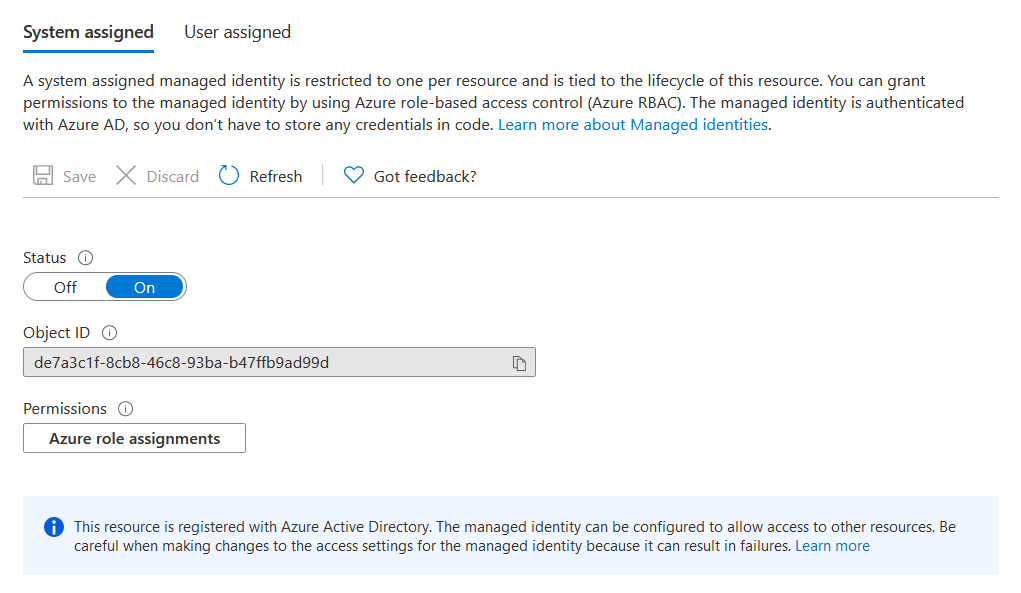 System assigned User assigned
A system assigned managed identity is restricted to one per resource and is tied to the lifecycle of this resource. You can grant
permissions to the managed identity by using Azure role-based access control (Azure RBAC). The managed identity is authenticated
with Azure AD, so you don’t have to store any credentials in code. Learn more about Managed identities.
Save Discard Refresh Got feedback?
Status
Off On
Object ID
de7a3c1f-8cb8-46c8-93ba-b47ffb9ad99d
Permissions
Azure role assignments
This resource is registered with Azure Active Directory. The managed identity can be configured to allow access to other resources. Be
careful when making changes to the access settings for the managed identity because it can result in failures. Learn more